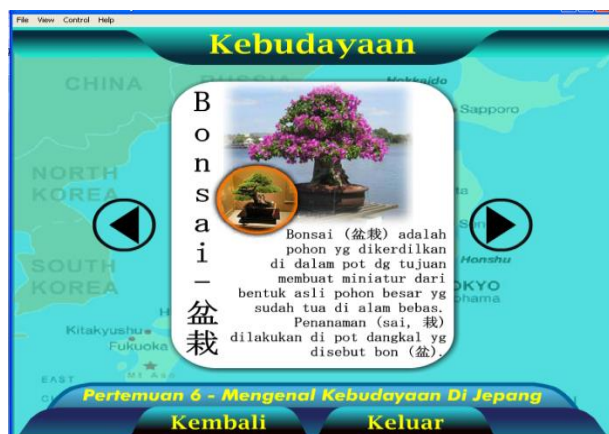 File View Control Help
Kebudayaan
CHINA
RUSSIA
Hokkaido
Sapporo
NORTH
KOREA
SOUTH
KOREA
Honshu
Kitakyushu
Fukuoka
EAST
Bonsai－盆栽
Bonsai (盆栽) adalah
pohon yg dikerdilkan
di dalam pot dg tujuan
membuat miniatur dari
bentuk asli pohon besar yg
sudah tua di alam bebas.
Penanaman (sai, 栽)
dilakukan di pot dangkal yg
disebut bon (盆).
Pertemuan 6 - Mengenal Kebudayaan Di Jepang
Kembali
Keluar